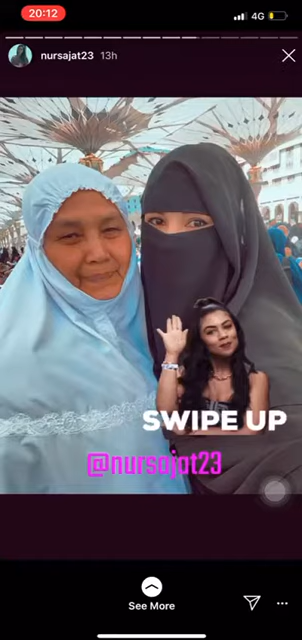 20:12
4G
nursajat23 13h
SWIPE UP
@nursajat23
See More